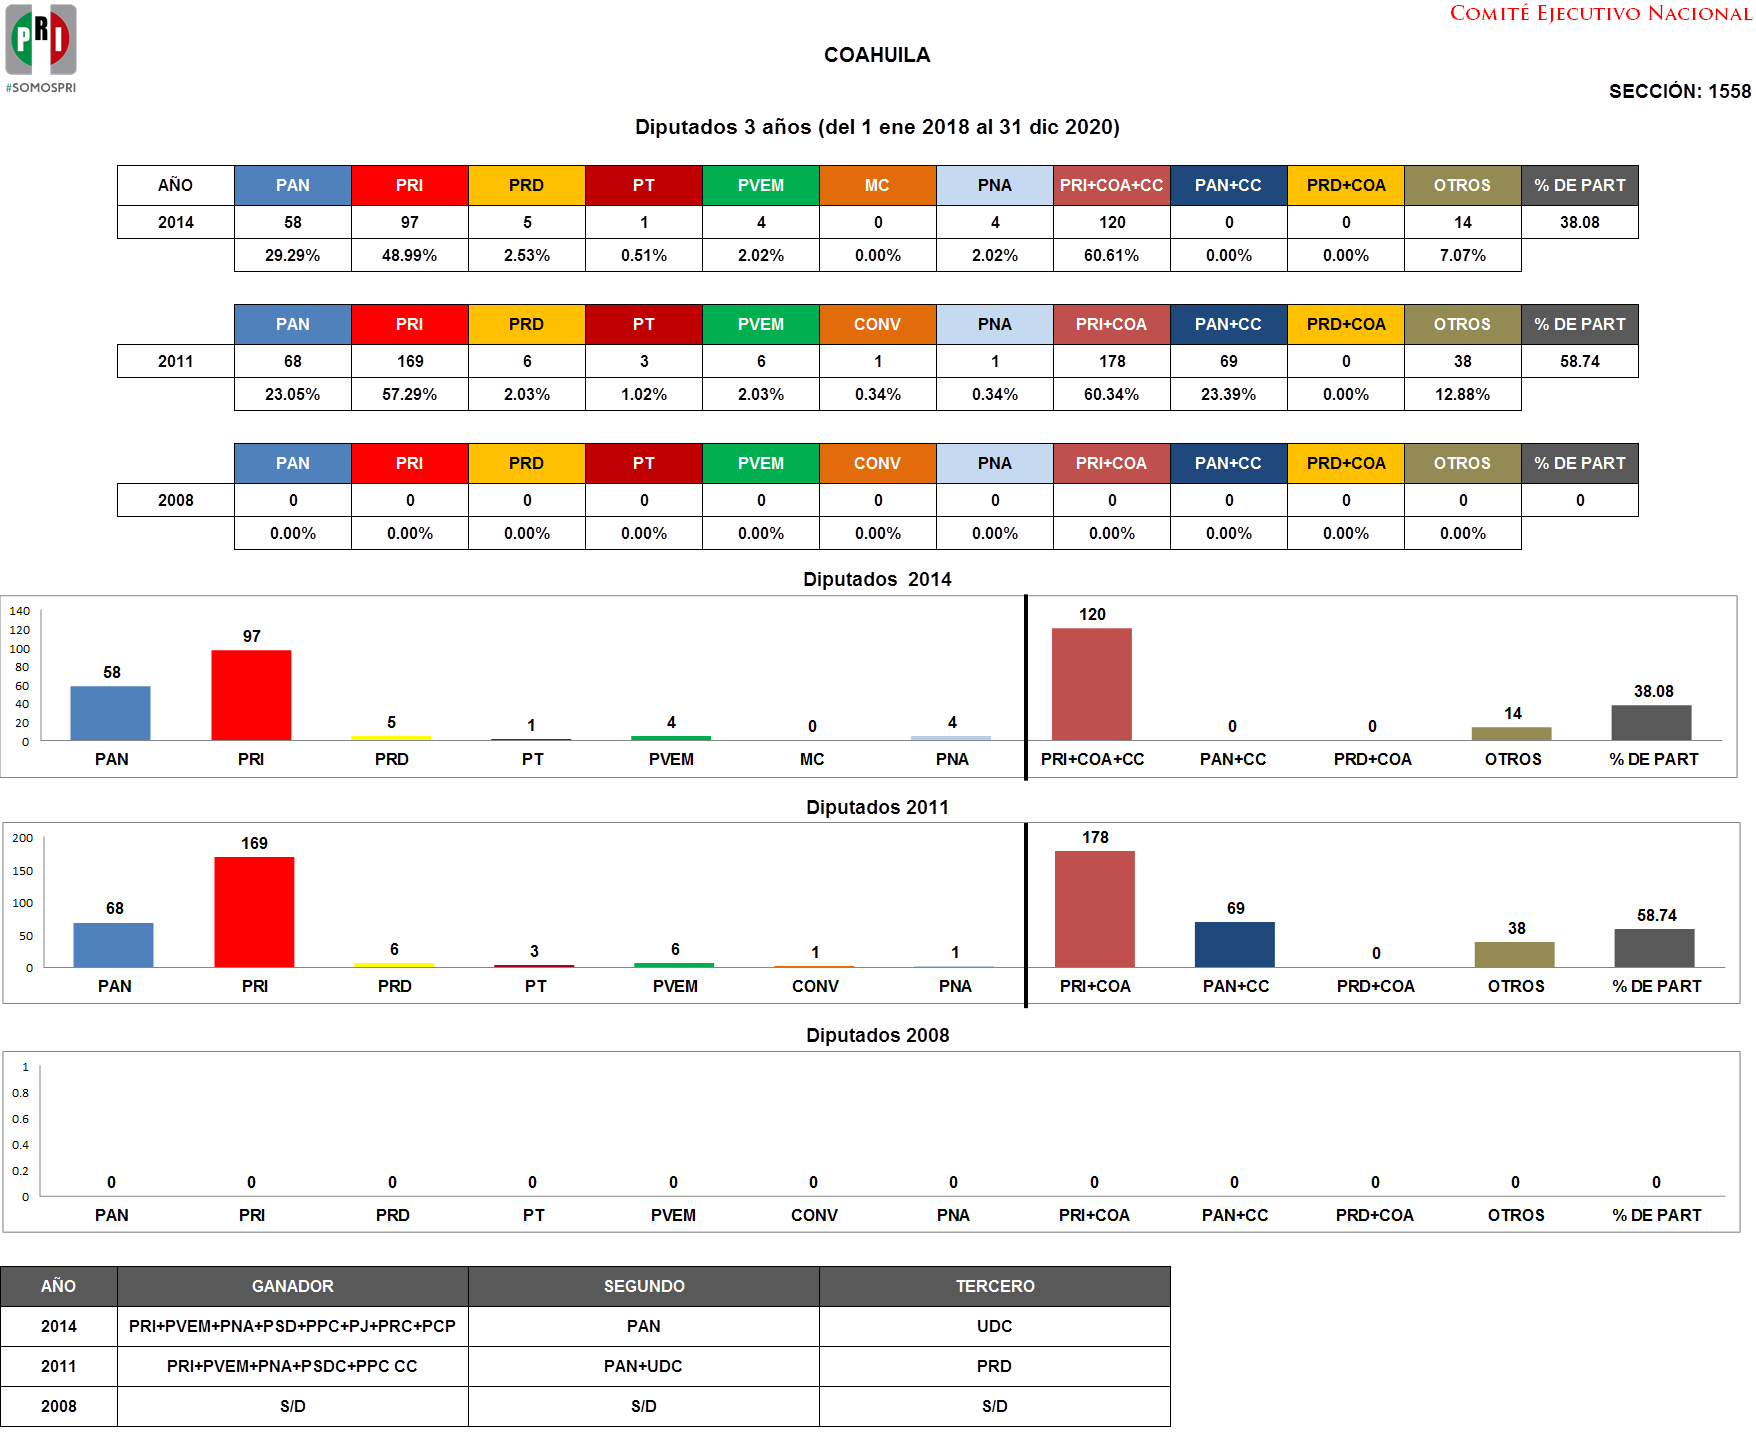 PRI
#SOMOSPRI
COMITÉ EJECUTIVO NACIONAL
COAHUILA
SECCIÓN: 1558
Diputados 3 años (del 1 ene 2018 al 31 dic 2020)
AÑO PAN PRI PRD PT PVEM MC PNA PRI+COA+CC PAN+CC PRD+COA OTROS % DE PART
2014 58 97 5 1 4 0 4 120 0 0 14 38.08
29.29% 48.99% 2.53% 0.51% 2.02% 0.00% 2.02% 60.61% 0.00% 0.00% 7.07%
PAN PRI PRD PT PVEM CONV PNA PRI+COA PAN+CC PRD+COA OTROS % DE PART
2011 68 169 6 3 6 1 1 178 69 0 38 58.74
23.05% 57.29% 2.03% 1.02% 2.03% 0.34% 0.34% 60.34% 23.39% 0.00% 12.88%
PAN PRI PRD PT PVEM CONV PNA PRI+COA PAN+CC PRD+COA OTROS % DE PART
2008 0 0 0 0 0 0 0 0 0 0 0 0
0.00% 0.00% 0.00% 0.00% 0.00% 0.00% 0.00% 0.00% 0.00% 0.00% 0.00%
Diputados 2014
140
120
100
80
60
40
20
0
58 97 5 1 4 0 4 120 0 0 14 38.08
PAN PRI PRD PT PVEM MC PNA PRI+COA+CC PAN+CC PRD+COA OTROS % DE PART
Diputados 2011
200
150
100
50
0
68 169 6 3 6 1 1 178 69 0 38 58.74
PAN PRI PRD PT PVEM CONV PNA PRI+COA PAN+CC PRD+COA OTROS % DE PART
Diputados 2008
1
0.8
0.6
0.4
0.2
0
0 0 0 0 0 0 0 0 0 0 0 0
PAN PRI PRD PT PVEM CONV PNA PRI+COA PAN+CC PRD+COA OTROS % DE PART
AÑO GANADOR SEGUNDO TERCERO
2014 PRI+PVEM+PNA+PSD+PPC+PJ+PRC+PCP PAN UDC
2011 PRI+PVEM+PNA+PSDC+PPC CC PAN+UDC PRD
2008 S/D S/D S/D